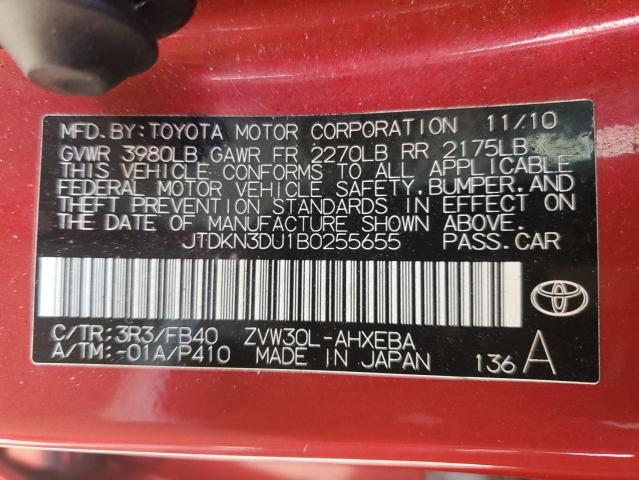 MFD.BY:TOYOTA MOTOR CORPORATION 11/10
GVWR 3980LB GAWR FR 2270LB RR 2175LB
THIS VEHICLE CONFORMS TO ALL APPLICABLE
FEDERAL MOTOR VEHICLE SAFETY,BUMPER,AND
THEFT PREVENTION STANDARDS IN EFFECT ON
THE DATE OF MANUFACTURE SHOWN ABOVE.
JTDKN3DU1B0255655 PASS.CAR
C/TR:3R3/FB40 ZVW30L-AHXEBA
A/TM:-01A/P410 MADE IN JAPAN 136 A